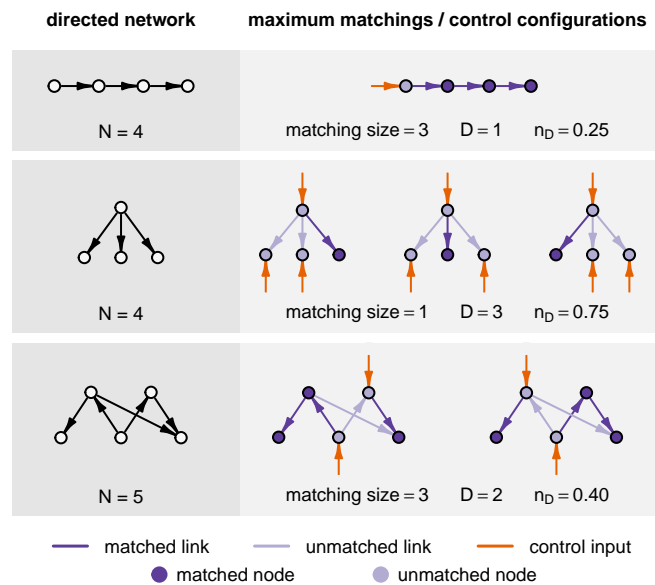 directed network
maximum matchings / control configurations
N = 4
matching size = 3 D = 1 n_D = 0.25
N = 4
matching size = 1 D = 3 n_D = 0.75
N = 5
matching size = 3 D = 2 n_D = 0.40
matched link unmatched link control input
matched node unmatched node